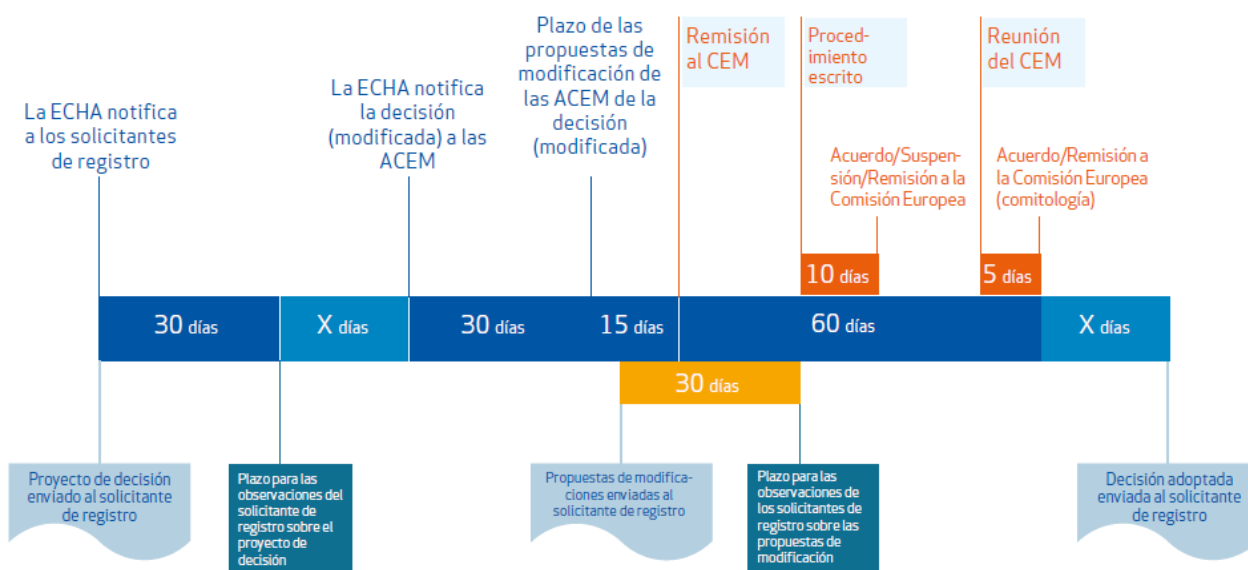 La ECHA notifica
a los solicitantes
de registro
La ECHA notifica
la decisión
(modificada) a las
ACEM
Plazo de las
propuestas de
modificación de
las ACEM de la
decisión
(modificada)
Remisión
al CEM
Proced-
imiento
escrito
Reunión
del CEM
Acuerdo/Suspen-
sión/Remisión a la
Comisión Europea
Acuerdo/Remisión a
la Comisión Europea
(comitología)
10 días
5 días
30 días
X días
30 días
15 días
60 días
X días
30 días
Proyecto de decisión
enviado al solicitante
de registro
Plazo para las
observaciones del
solicitante de
registro sobre el
proyecto de
decisión
Propuestas de modifica-
ciones enviadas al
solicitante de registro
Plazo para las
observaciones de
los solicitantes de
registro sobre las
propuestas de
modificación
Decisión adoptada
enviada al solicitante
de registro